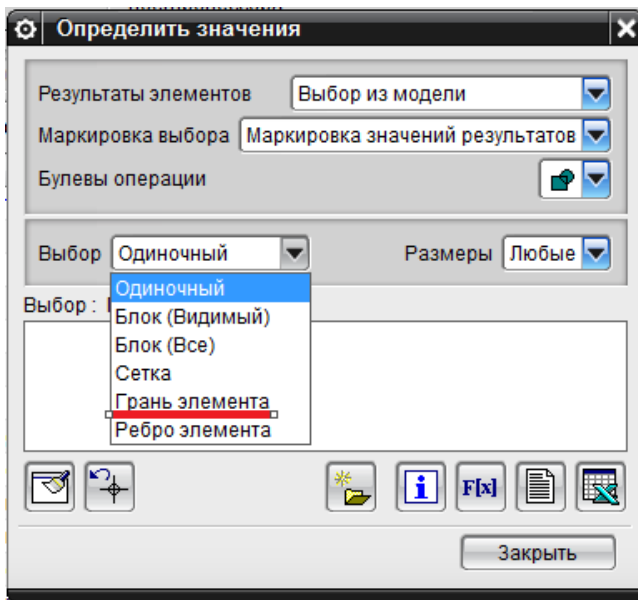 Определить значения
Результаты элементов Выбор из модели
Маркировка выбора Маркировка значений результатов
Булевы операции
Выбор Одиночный Размеры Любые
Одиночный
Выбор :
Блок (Видимый)
Блок (Все)
Сетка
Грань элемента
Ребро элемента
i F[x]
Закрыть